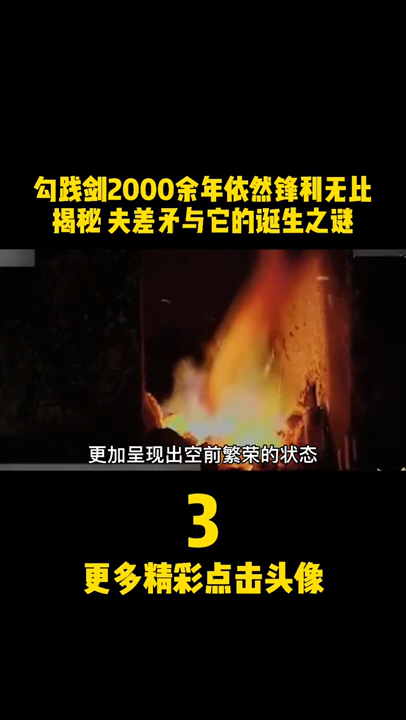 勾践剑2000余年依然锋利无比
揭秘 夫差矛与它的诞生之谜
更加呈现出空前繁荣的状态
3
更多精彩点击头像